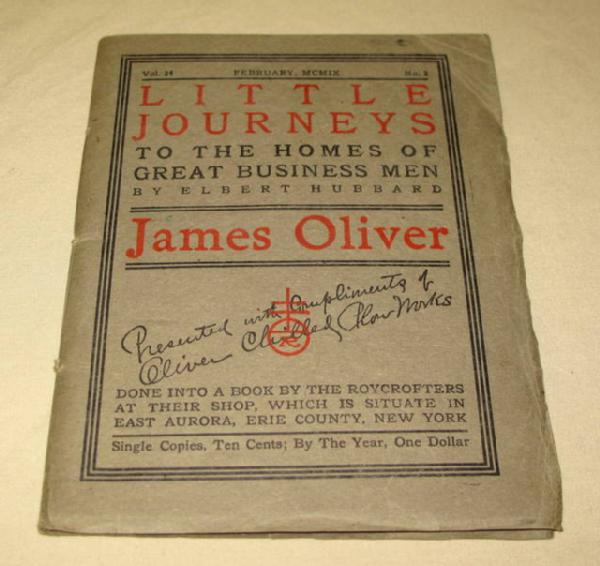 Vol. 24 FEBRUARY, MCMIX No. 2
LITTLE
JOURNEYS
TO THE HOMES OF
GREAT BUSINESS MEN
BY ELBERT HUBBARD
James Oliver
Presented with Compliments of
Oliver Chilled Plow Works
DONE INTO A BOOK BY THE ROYCROFTERS
AT THEIR SHOP, WHICH IS SITUATE IN
EAST AURORA, ERIE COUNTY, NEW YORK
Single Copies, Ten Cents; By The Year, One Dollar